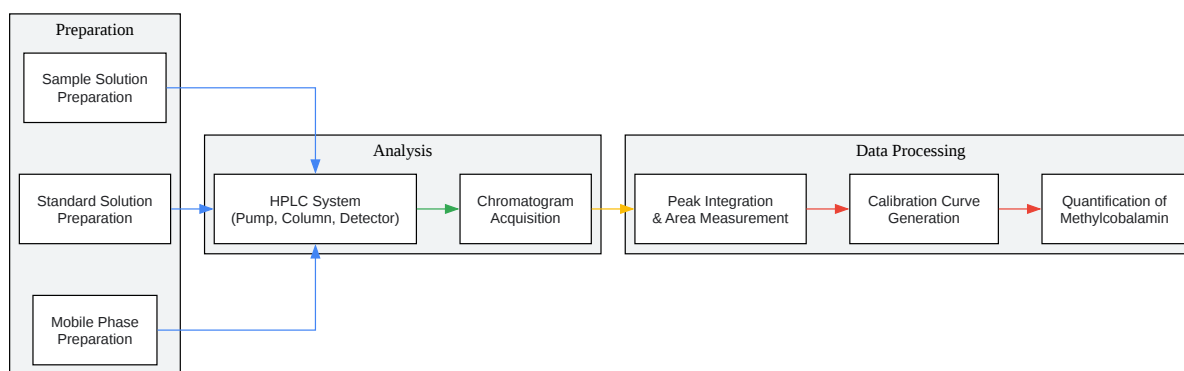 Preparation
Sample Solution
Preparation
Standard Solution
Preparation
Mobile Phase
Preparation
Analysis
HPLC System
(Pump, Column, Detector)
Chromatogram
Acquisition
Data Processing
Peak Integration
& Area Measurement
Calibration Curve
Generation
Quantification of
Methylcobalamin